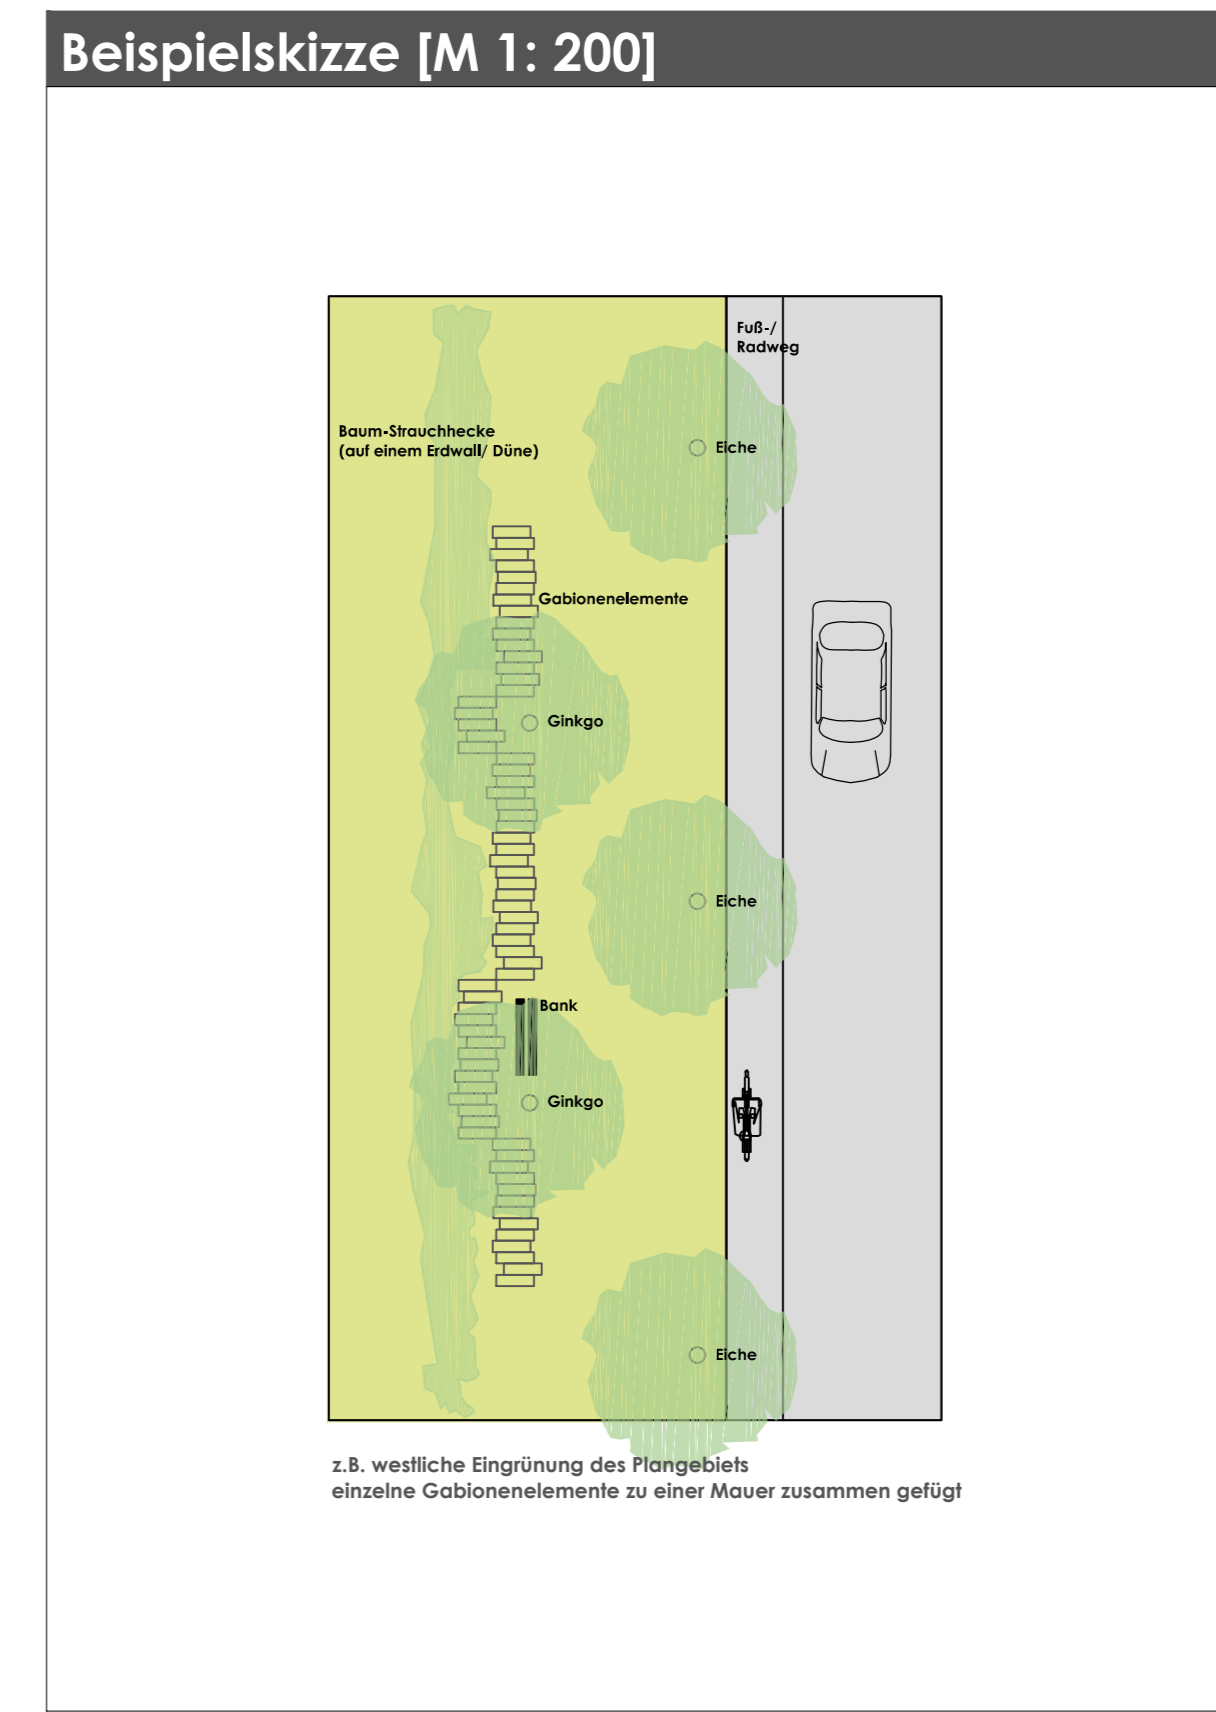 Beispielskizze [M 1: 200]
Fuß-/
Radweg
Baum-Strauchhecke
(auf einem Erdwall/ Düne)
Eiche
Gabionenelemente
Ginkgo
Eiche
Bank
Ginkgo
Eiche
z.B. westliche Eingrünung des Plangebiets
einzelne Gabionenelemente zu einer Mauer zusammen gefügt